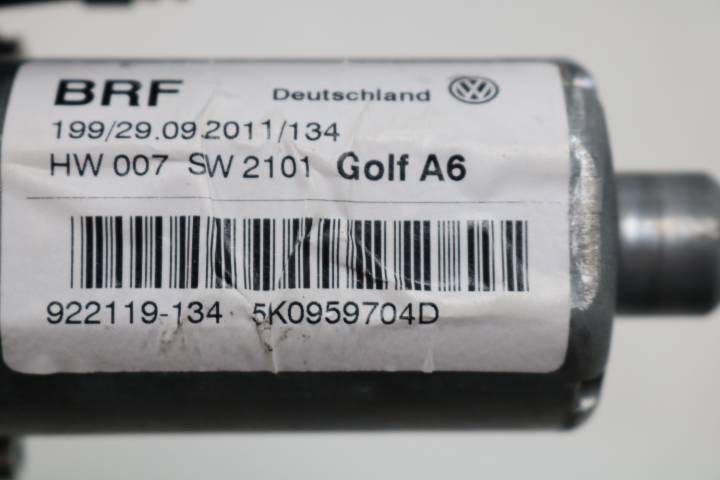 BRF Deutschland
199/29.09.2011/134
HW 007 SW 2101 Golf A6
922119-134 5K0959704D